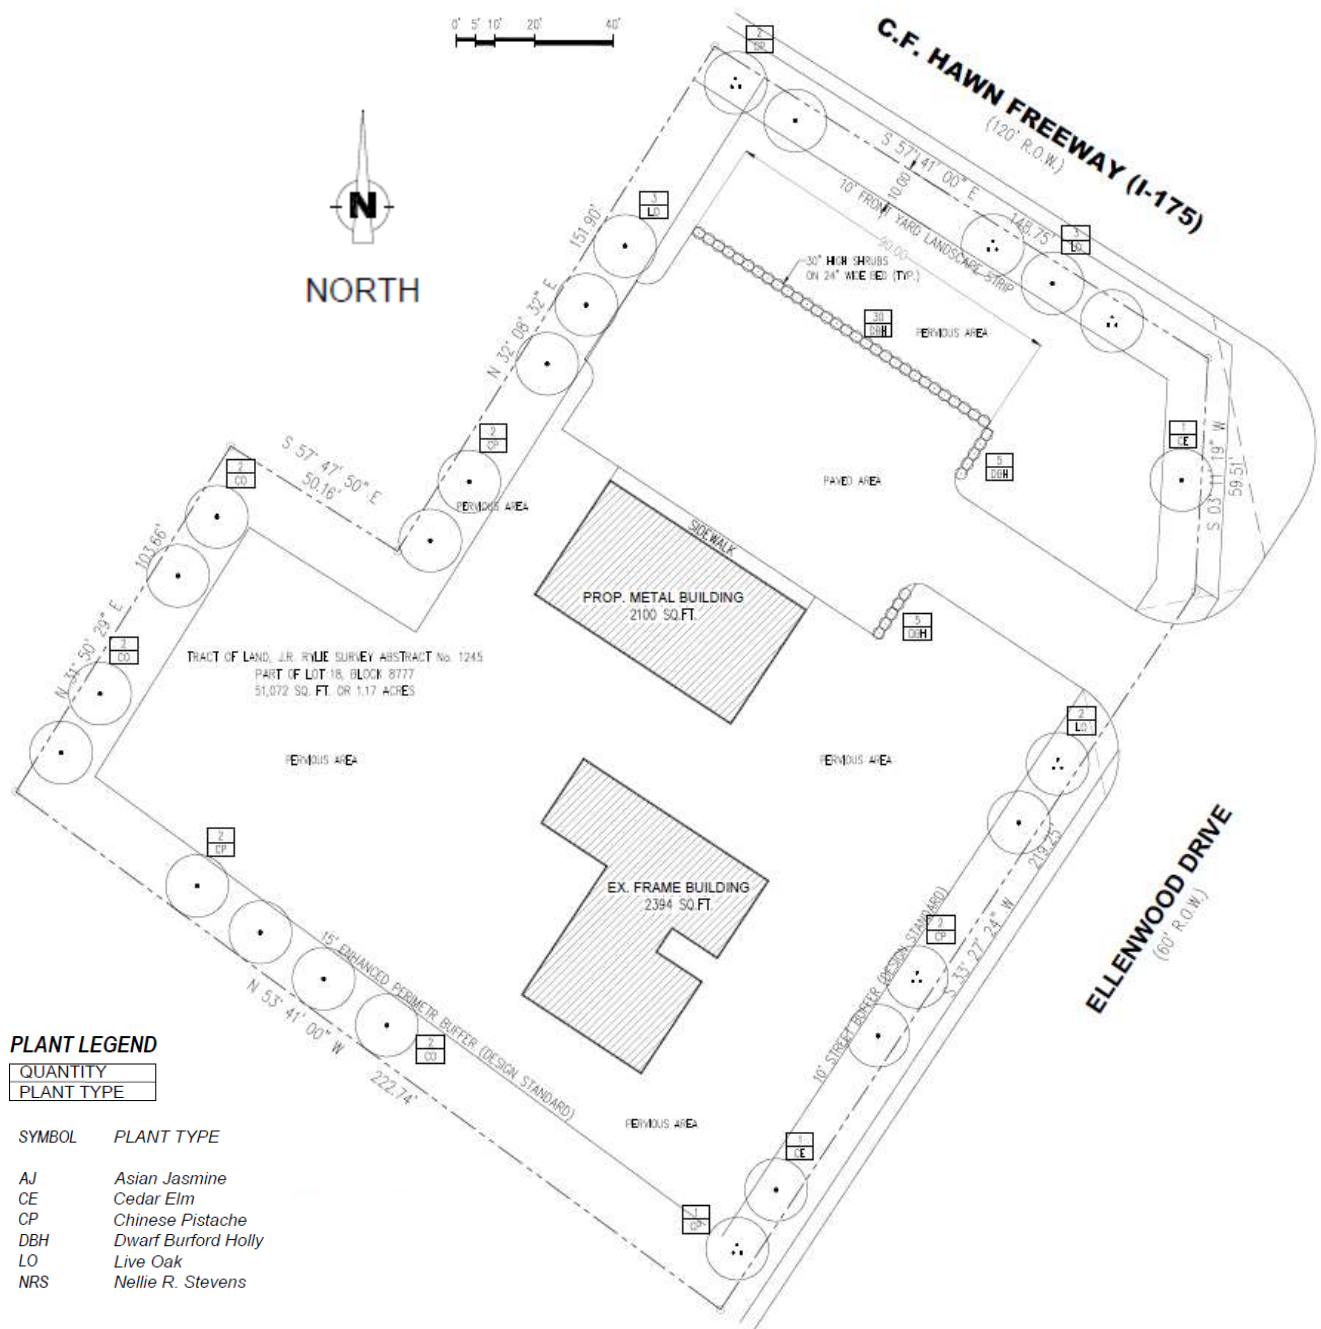 0' 5' 10' 20' 40'
C.F. HAWN FREEWAY (I-175)
(120' R.O.W.)
N
NORTH
2
S 57°41' 00" E
148.75'
10.00
10' FRONT YARD LANDSCAPE STRIP
90.00
3
LO
3
LO
30" HIGH SHRUBS
ON 24" WIDE BED (TYP.)
30
DBH
PERVIOUS AREA
151.90'
N 32° 08' 32" E
2
CP
PERVIOUS AREA
S 57° 47' 50" E
50.16'
2
CO
1
CE
S 03° 11' 19" W
59.51'
5
DBH
PAVED AREA
SIDEWALK
103.66'
N 31° 50' 29" E
PROP. METAL BUILDING
2100 SQ.FT.
5
DBH
2
CO
TRACT OF LAND, J.R. RYLIE SURVEY ABSTRACT No. 1245
PART OF LOT 18, BLOCK 8777
51,072 SQ. FT. OR 1.17 ACRES
2
LO
PERVIOUS AREA
PERVIOUS AREA
219.25'
S 33° 27' 24" W
ELLENWOOD DRIVE
(60' R.O.W.)
2
CP
EX. FRAME BUILDING
2394 SQ.FT.
2
CP
10' STREET BUFFER (DESIGN STANDARD)
15' ENHANCED PERIMETR BUFFER (DESIGN STANDARD)
N 53° 41' 00" W
222.74'
2
CO
PERVIOUS AREA
1
CE
1
CP
PLANT LEGEND
QUANTITY
PLANT TYPE
SYMBOL PLANT TYPE
AJ Asian Jasmine
CE Cedar Elm
CP Chinese Pistache
DBH Dwarf Burford Holly
LO Live Oak
NRS Nellie R. Stevens